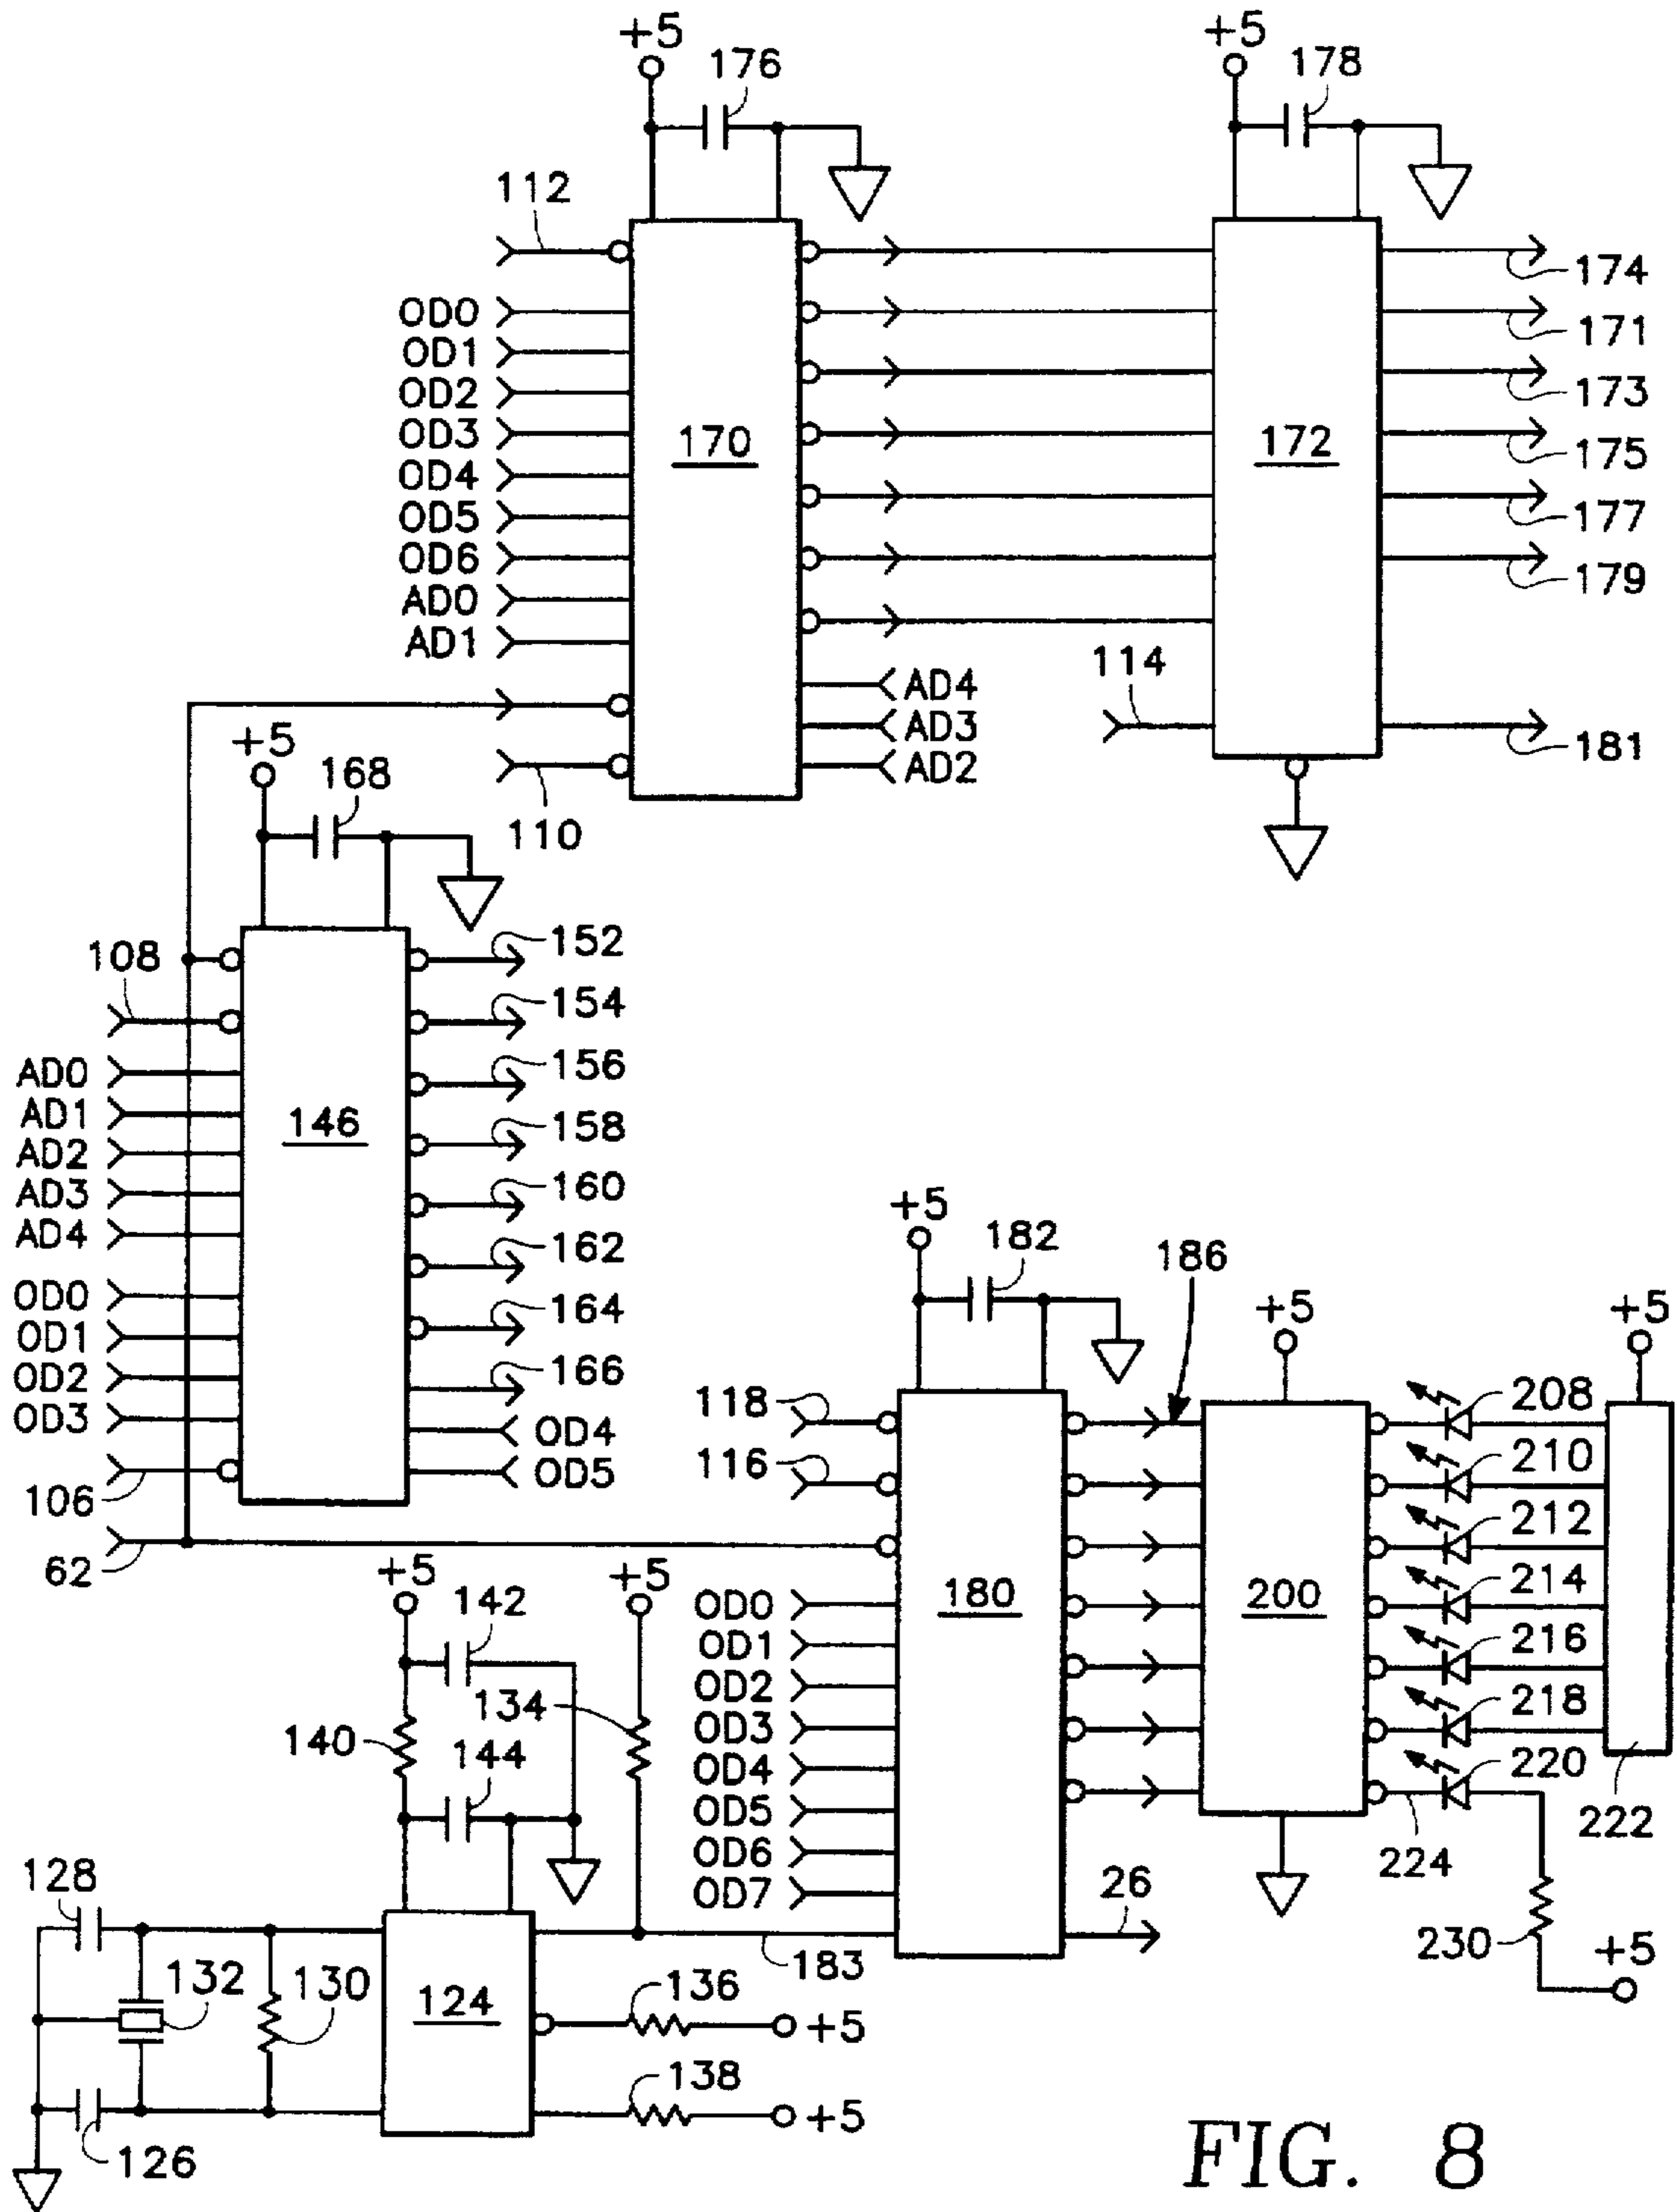 +5
176
+5
178
112
OD0
OD1
OD2
OD3
OD4
OD5
OD6
AD0
AD1
170
AD4
AD3
AD2
110
172
114
174
171
173
175
177
179
181
+5
168
108
AD0
AD1
AD2
AD3
AD4
OD0
OD1
OD2
OD3
106
62
146
152
154
156
158
160
162
164
166
OD4
OD5
+5
182
186
+5
+5
118
116
OD0
OD1
OD2
OD3
OD4
OD5
OD6
OD7
180
200
208
210
212
214
216
218
220
222
224
26
230
+5
+5
142
+5
134
140
144
128
132
130
124
183
136
+5
138
+5
126
FIG. 8